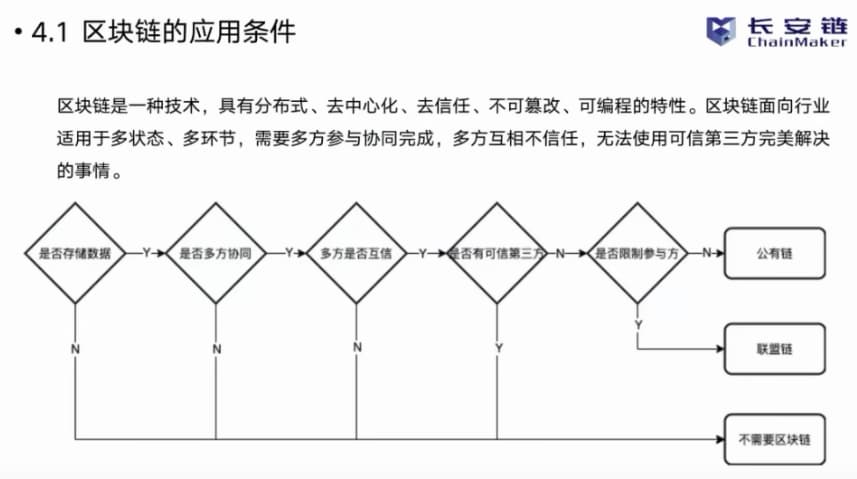 • 4.1 区块链的应用条件
长安链
ChainMaker
区块链是一种技术，具有分布式、去中心化、去信任、不可篡改、可编程的特性。区块链面向行业
适用于多状态、多环节，需要多方参与协同完成，多方互相不信任，无法使用可信第三方完美解决
的事情。
是否存储数据
Y
是否多方协同
Y
多方是否互信
Y
是否有可信第三方
N
是否限制参与方
N
公有链
Y
联盟链
N
N
N
Y
不需要区块链